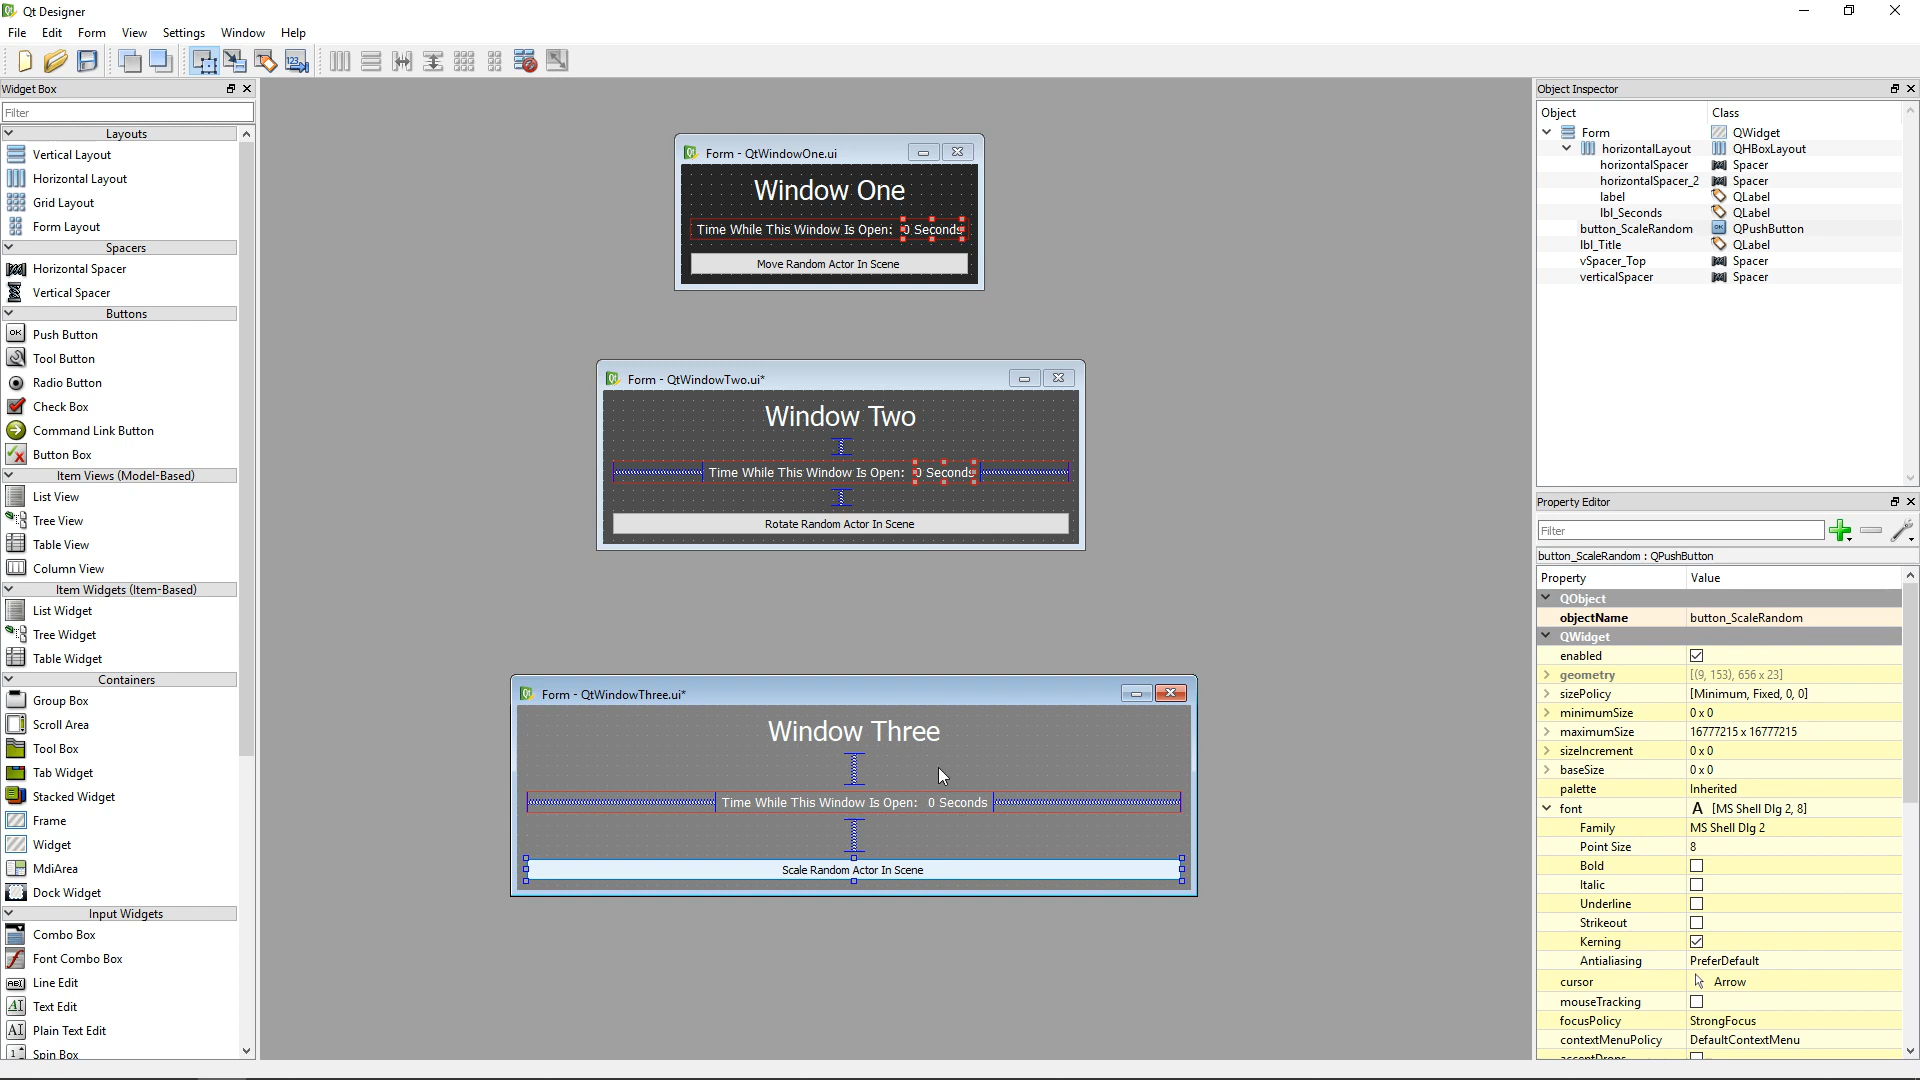 Qt Designer
File Edit Form View Settings Window Help
Widget Box
Filter
Layouts
Vertical Layout
Horizontal Layout
Grid Layout
Form Layout
Spacers
Horizontal Spacer
Vertical Spacer
Buttons
Push Button
Tool Button
Radio Button
Check Box
Command Link Button
Button Box
Item Views (Model-Based)
List View
Tree View
Table View
Column View
Item Widgets (Item-Based)
List Widget
Tree Widget
Table Widget
Containers
Group Box
Scroll Area
Tool Box
Tab Widget
Stacked Widget
Frame
Widget
MdiArea
Dock Widget
Input Widgets
Combo Box
Font Combo Box
Line Edit
Text Edit
Plain Text Edit
Spin Box
Form - QtWindowOne.ui
Window One
Time While This Window Is Open: 0 Seconds
Move Random Actor In Scene
Form - QtWindowTwo.ui*
Window Two
Time While This Window Is Open: 0 Seconds
Rotate Random Actor In Scene
Form - QtWindowThree.ui*
Window Three
Time While This Window Is Open: 0 Seconds
Scale Random Actor In Scene
Object Inspector
Object Class
Form QWidget
horizontalLayout QHBoxLayout
horizontalSpacer Spacer
horizontalSpacer_2 Spacer
label QLabel
lbl_Seconds QLabel
button_ScaleRandom QPushButton
lbl_Title QLabel
vSpacer_Top Spacer
verticalSpacer Spacer
Property Editor
Filter
button_ScaleRandom : QPushButton
Property Value
QObject
objectName button_ScaleRandom
QWidget
enabled
geometry [(9, 153), 656 x 23]
sizePolicy [Minimum, Fixed, 0, 0]
minimumSize 0 x 0
maximumSize 16777215 x 16777215
sizeIncrement 0 x 0
baseSize 0 x 0
palette Inherited
font A [MS Shell Dlg 2, 8]
Family MS Shell Dlg 2
Point Size 8
Bold
Italic
Underline
Strikeout
Kerning
Antialiasing PreferDefault
cursor Arrow
mouseTracking
focusPolicy StrongFocus
contextMenuPolicy DefaultContextMenu
acceptDrops